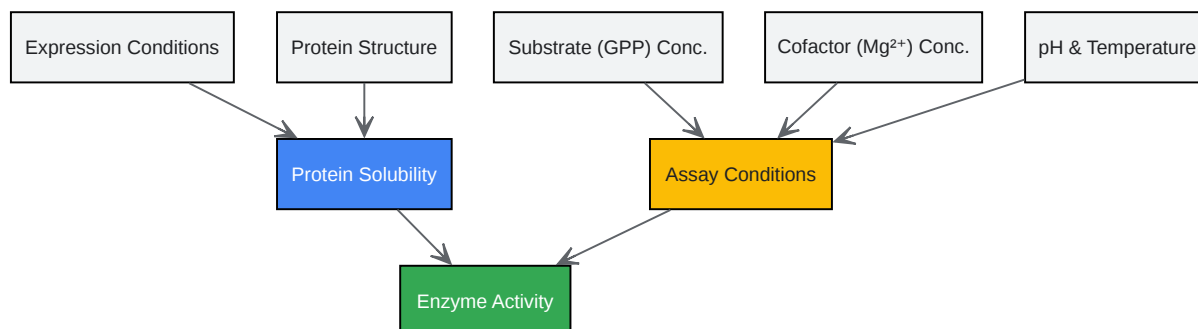 Expression Conditions
Protein Structure
Substrate (GPP) Conc.
Cofactor (Mg²⁺) Conc.
pH & Temperature
Protein Solubility
Assay Conditions
Enzyme Activity